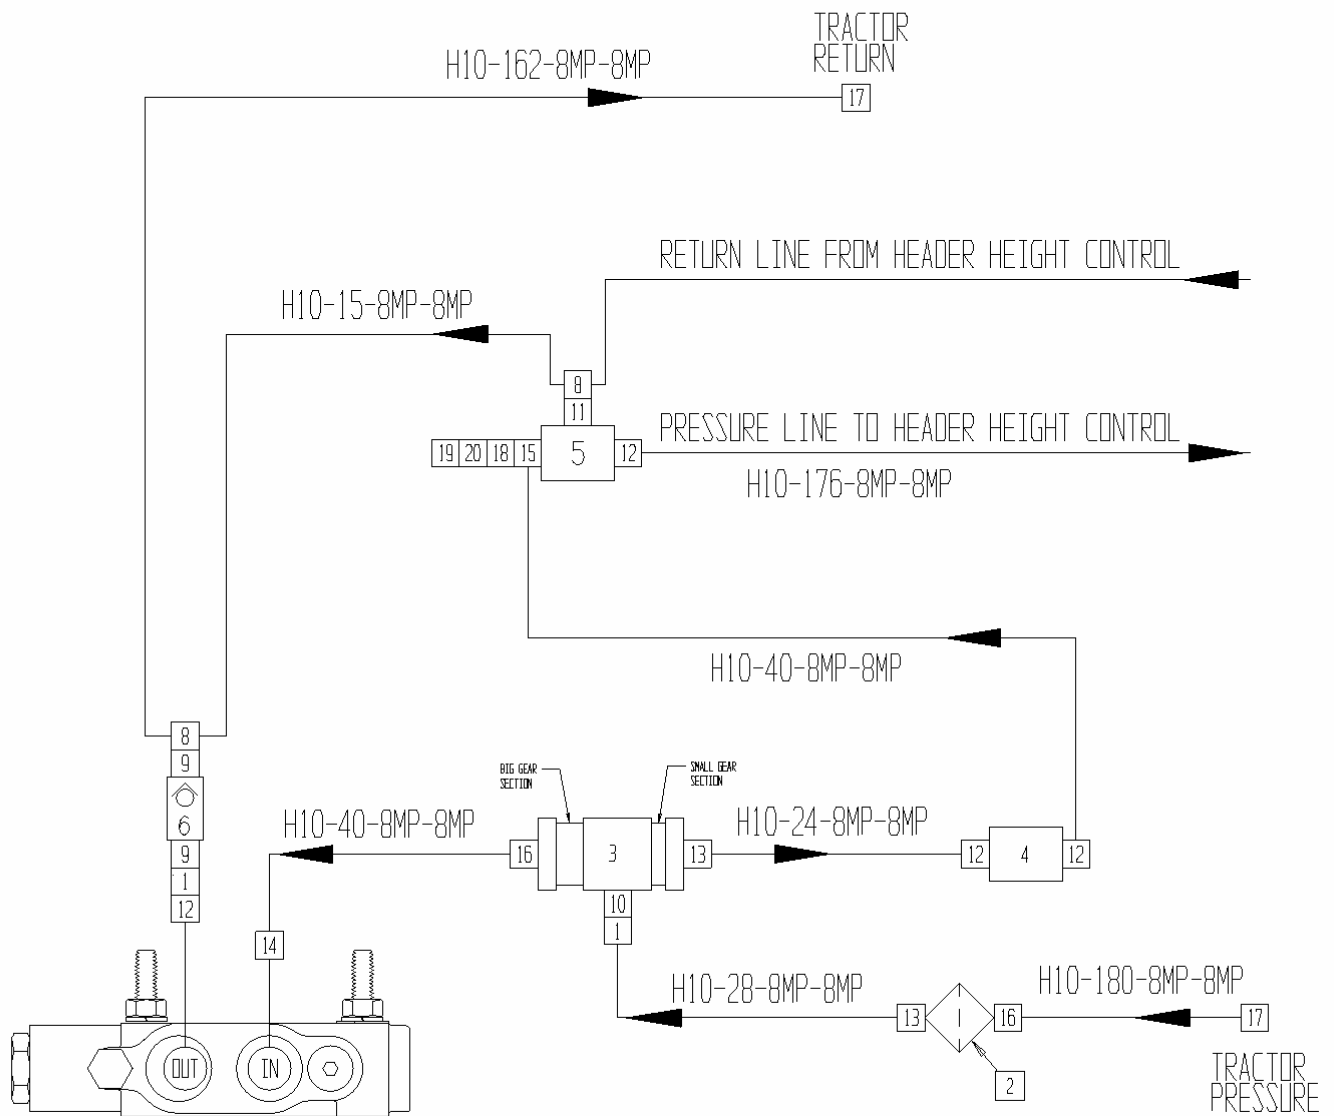 TRACTOR
RETURN
H10-162-8MP-8MP
17
RETURN LINE FROM HEADER HEIGHT CONTROL
H10-15-8MP-8MP
8
11
PRESSURE LINE TO HEADER HEIGHT CONTROL
19 20 18 15 5 12
H10-176-8MP-8MP
H10-40-8MP-8MP
8
9
6
9
1
12
BIG GEAR
SECTION
SMALL GEAR
SECTION
H10-40-8MP-8MP
H10-24-8MP-8MP
16 3 13
12 4 12
10
1
14
H10-28-8MP-8MP
H10-180-8MP-8MP
13 16 17
2
OUT IN
TRACTOR
PRESSURE